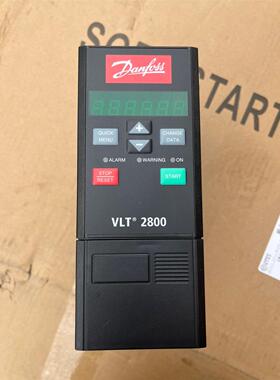 SOFT START
Danfoss
QUICK
MENU
+
CHANGE
DATA
−
ALARM WARNING ON
STOP
RESET
START
VLT® 2800